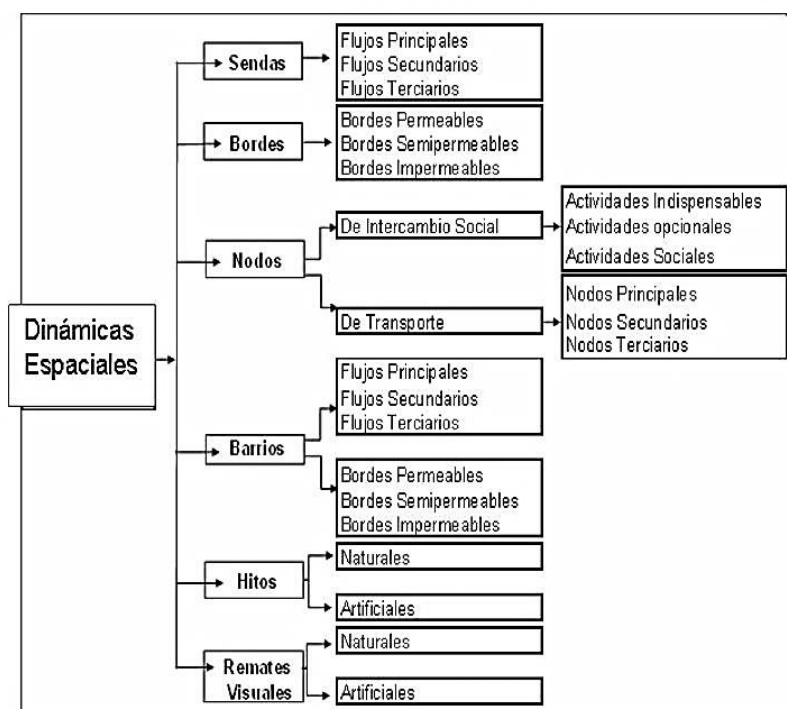 Dinámicas
Espaciales
Sendas
Flujos Principales
Flujos Secundarios
Flujos Terciarios
Bordes
Bordes Permeables
Bordes Semipermeables
Bordes Impermeables
Nodos
De Intercambio Social
Actividades Indispensables
Actividades opcionales
Actividades Sociales
De Transporte
Nodos Principales
Nodos Secundarios
Nodos Terciarios
Barrios
Flujos Principales
Flujos Secundarios
Flujos Terciarios
Bordes Permeables
Bordes Semipermeables
Bordes Impermeables
Hitos
Naturales
Artificiales
Remates
Visuales
Naturales
Artificiales